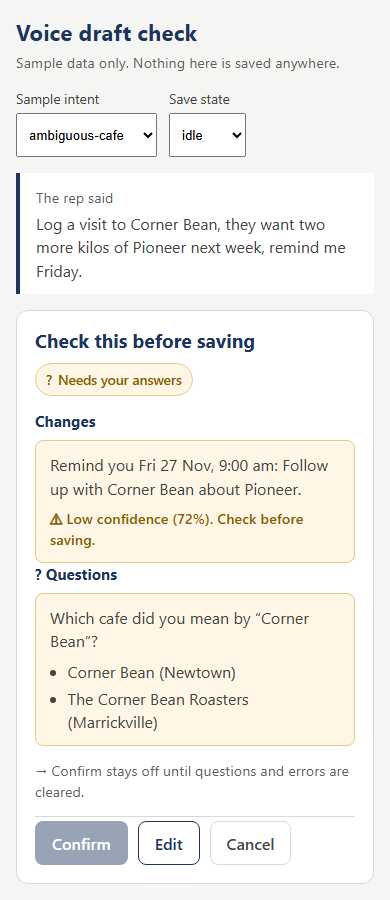 Voice draft check
Sample data only. Nothing here is saved anywhere.
Sample intent
Save state
ambiguous-cafe
idle
The rep said
Log a visit to Corner Bean, they want two
more kilos of Pioneer next week, remind me
Friday.
Check this before saving
? Needs your answers
Changes
Remind you Fri 27 Nov, 9:00 am: Follow
up with Corner Bean about Pioneer.
⚠ Low confidence (72%). Check before
saving.
? Questions
Which cafe did you mean by “Corner
Bean”?
• Corner Bean (Newtown)
• The Corner Bean Roasters
(Marrickville)
→ Confirm stays off until questions and errors are
cleared.
Confirm
Edit
Cancel